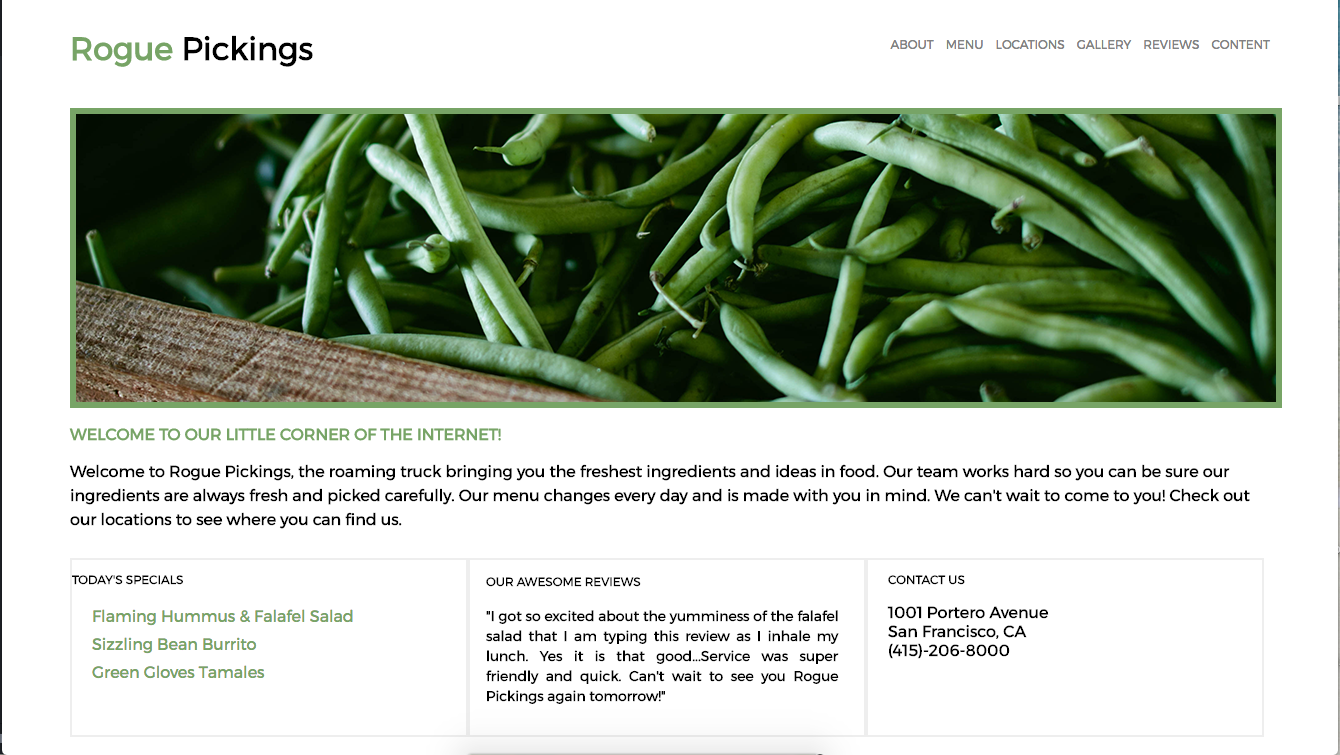 Rogue Pickings
ABOUT MENU LOCATIONS GALLERY REVIEWS CONTENT
WELCOME TO OUR LITTLE CORNER OF THE INTERNET!
Welcome to Rogue Pickings, the roaming truck bringing you the freshest ingredients and ideas in food. Our team works hard so you can be sure our
ingredients are always fresh and picked carefully. Our menu changes every day and is made with you in mind. We can't wait to come to you! Check out
our locations to see where you can find us.
TODAY'S SPECIALS
Flaming Hummus & Falafel Salad
Sizzling Bean Burrito
Green Gloves Tamales
OUR AWESOME REVIEWS
"I got so excited about the yumminess of the falafel
salad that I am typing this review as I inhale my
lunch. Yes it is that good...Service was super
friendly and quick. Can't wait to see you Rogue
Pickings again tomorrow!"
CONTACT US
1001 Portero Avenue
San Francisco, CA
(415)-206-8000